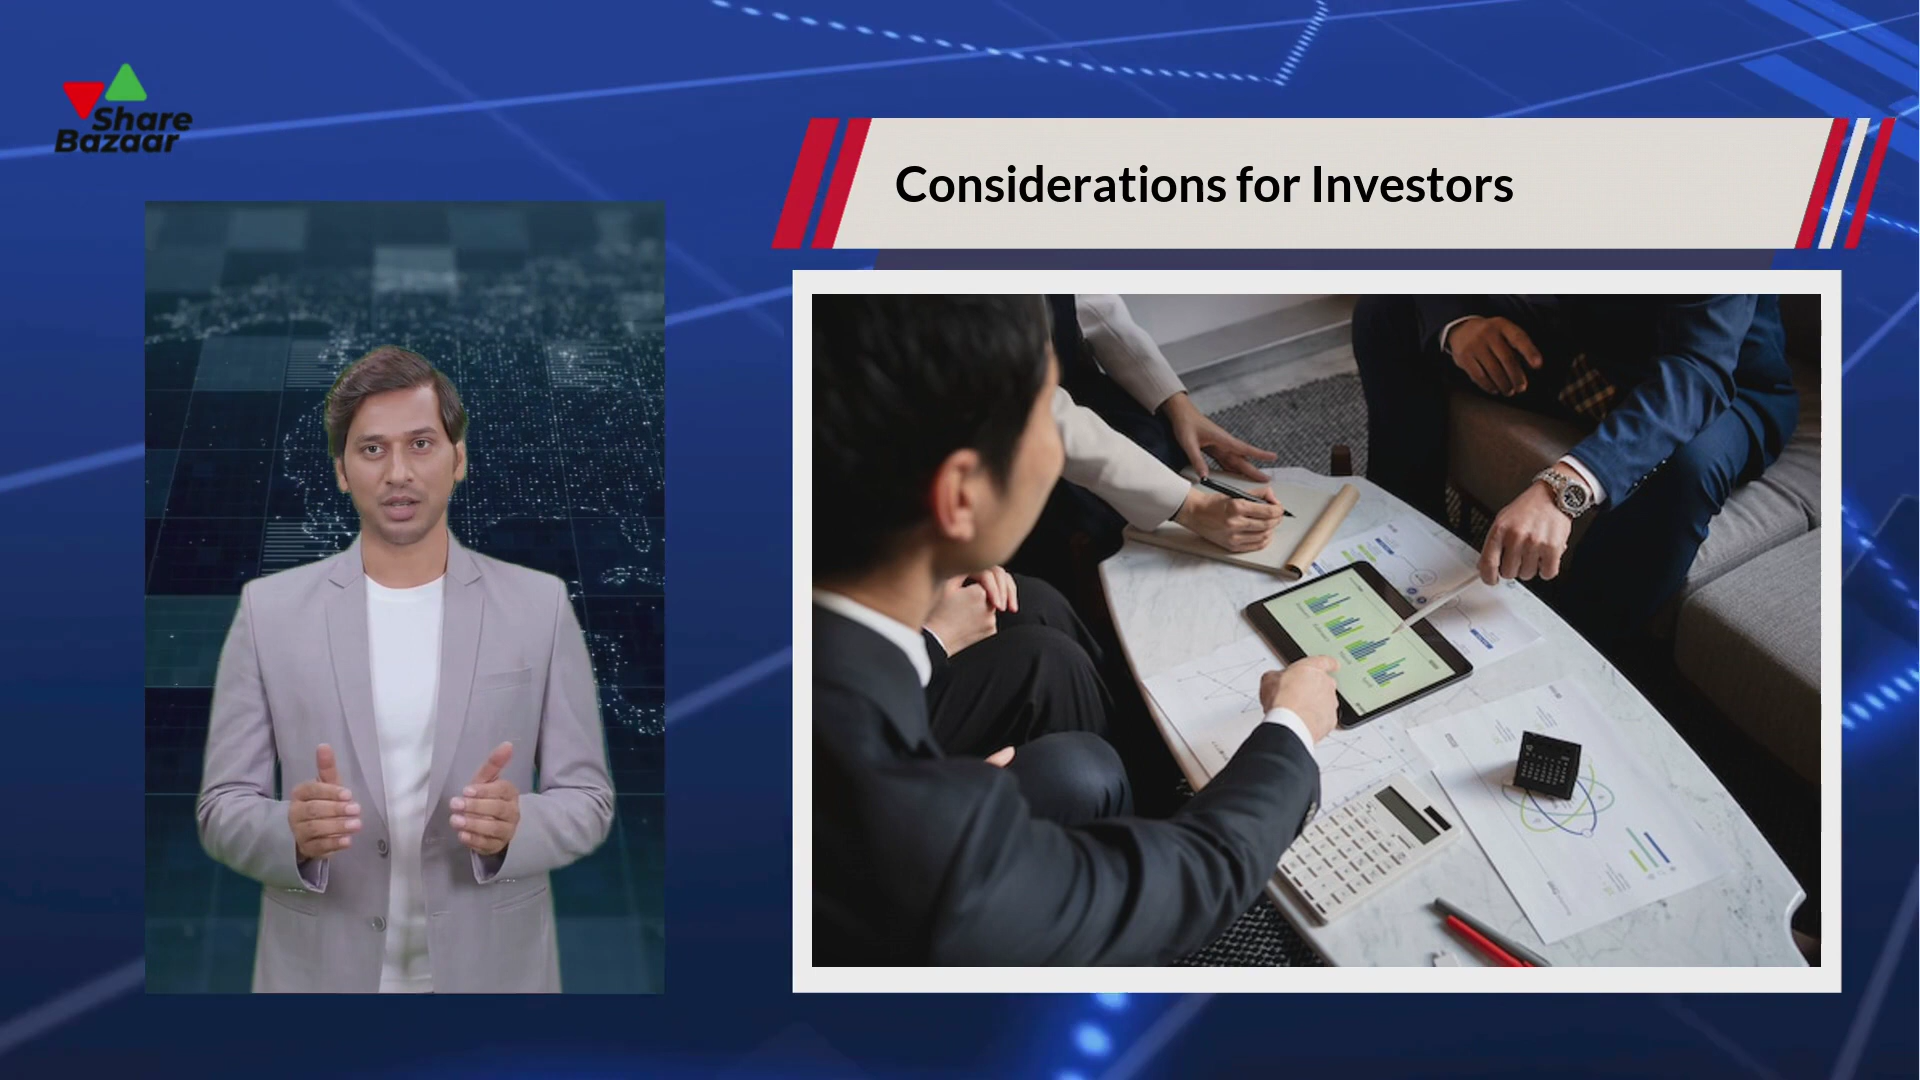 Share
Bazaar
Considerations for Investors